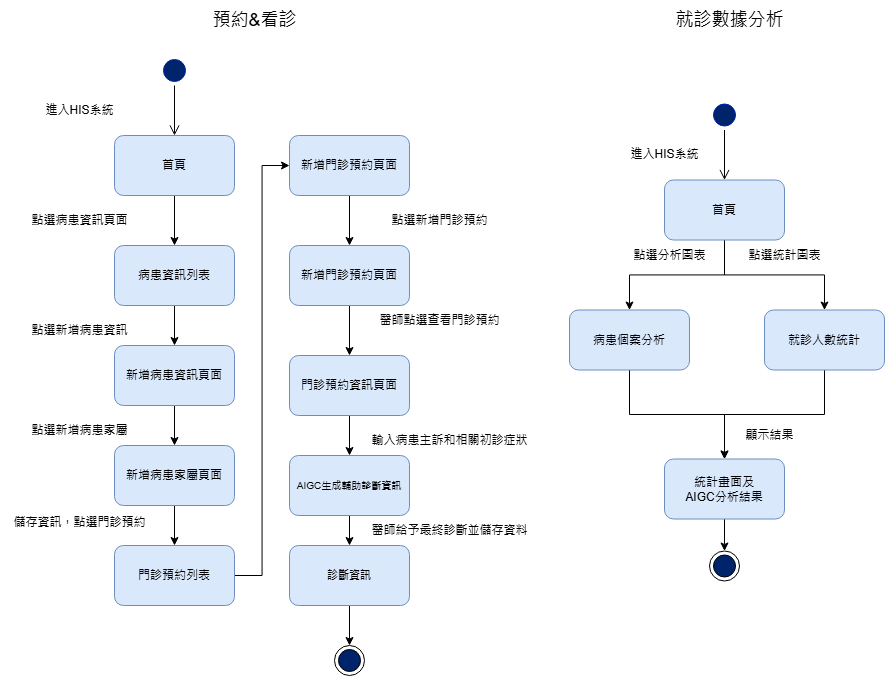 預約&看診
進入HIS系統
首頁
點選病患資訊頁面
病患資訊列表
點選新增病患資訊
新增病患資訊頁面
點選新增病患家屬
新增病患家屬頁面
儲存資訊，點選門診預約
門診預約列表
新增門診預約頁面
點選新增門診預約
新增門診預約頁面
醫師點選查看門診預約
門診預約資訊頁面
輸入病患主訴和相關初診症狀
AIGC生成輔助診斷資訊
醫師給予最終診斷並儲存資料
診斷資訊
就診數據分析
進入HIS系統
首頁
點選分析圖表
點選統計圖表
病患個案分析
就診人數統計
顯示結果
統計畫面及
AIGC分析結果